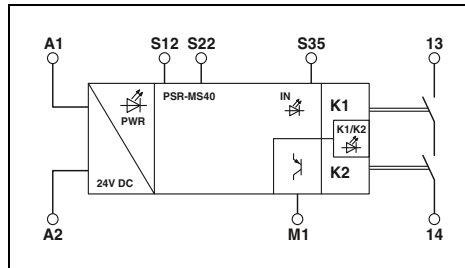 A1 S12 S22 S35 13
PSR-MS40 IN K1
PWR K1/K2
24V DC K2
A2 M1 14